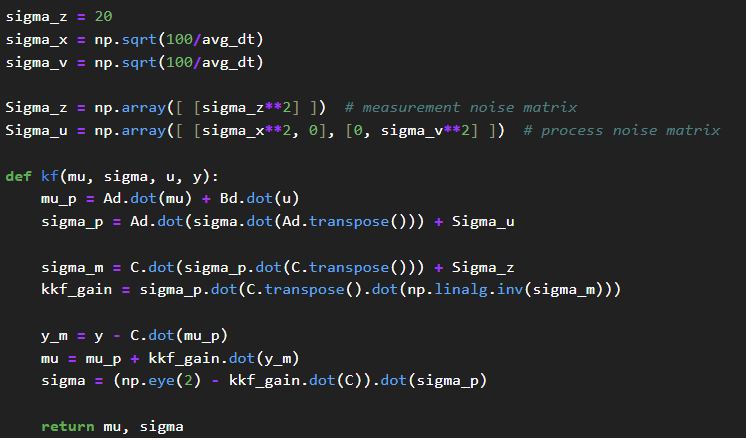 sigma_z = 20
sigma_x = np.sqrt(100/avg_dt)
sigma_v = np.sqrt(100/avg_dt)
Sigma_z = np.array([ [sigma_z**2] ])  # measurement noise matrix
Sigma_u = np.array([ [sigma_x**2, 0], [0, sigma_v**2] ])  # process noise matrix
def kf(mu, sigma, u, y):
    mu_p = Ad.dot(mu) + Bd.dot(u)
    sigma_p = Ad.dot(sigma.dot(Ad.transpose())) + Sigma_u
    sigma_m = C.dot(sigma_p.dot(C.transpose())) + Sigma_z
    kkf_gain = sigma_p.dot(C.transpose().dot(np.linalg.inv(sigma_m)))
    y_m = y - C.dot(mu_p)
    mu = mu_p + kkf_gain.dot(y_m)
    sigma = (np.eye(2) - kkf_gain.dot(C)).dot(sigma_p)
    return mu, sigma